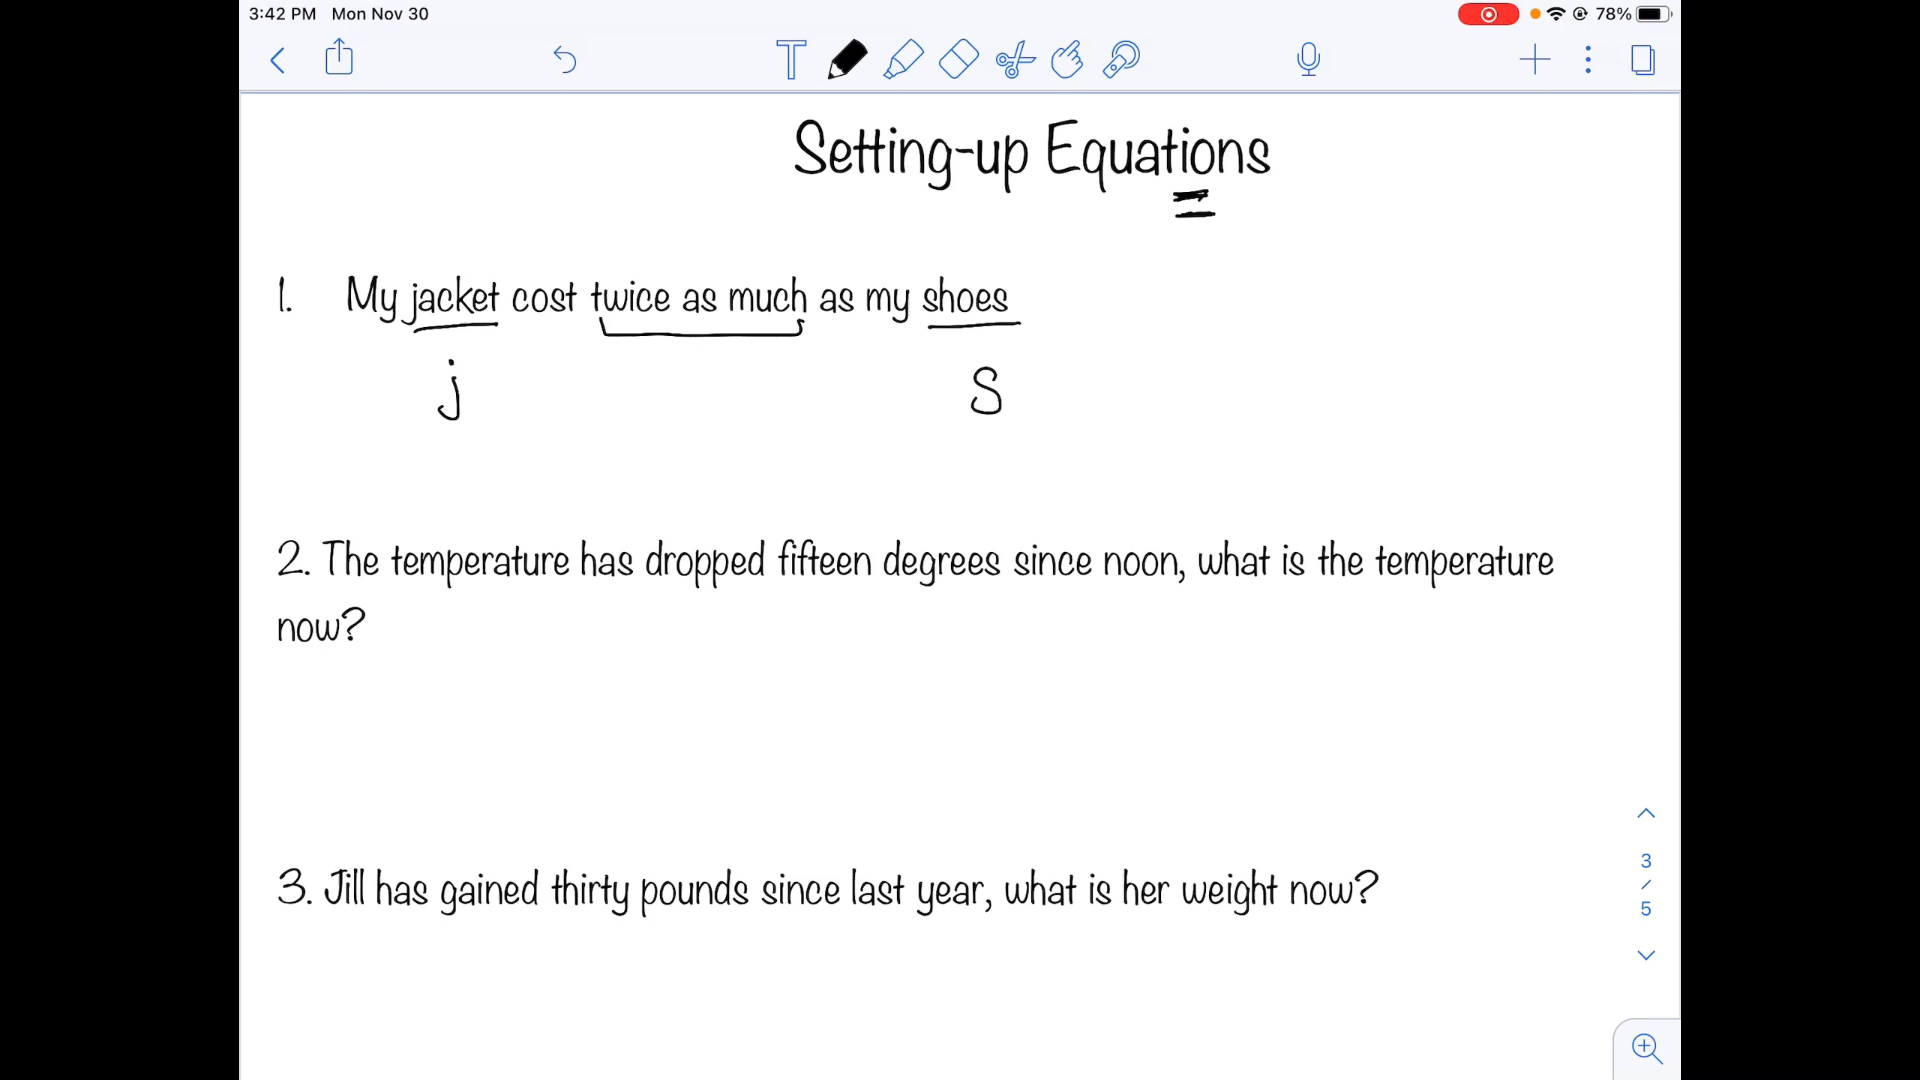 3:42 PM Mon Nov 30
78%
T
Setting-up Equations
=
1. My jacket cost twice as much as my shoes
j S
2. The temperature has dropped fifteen degrees since noon, what is the temperature
now?
3. Jill has gained thirty pounds since last year, what is her weight now?
3
/
5